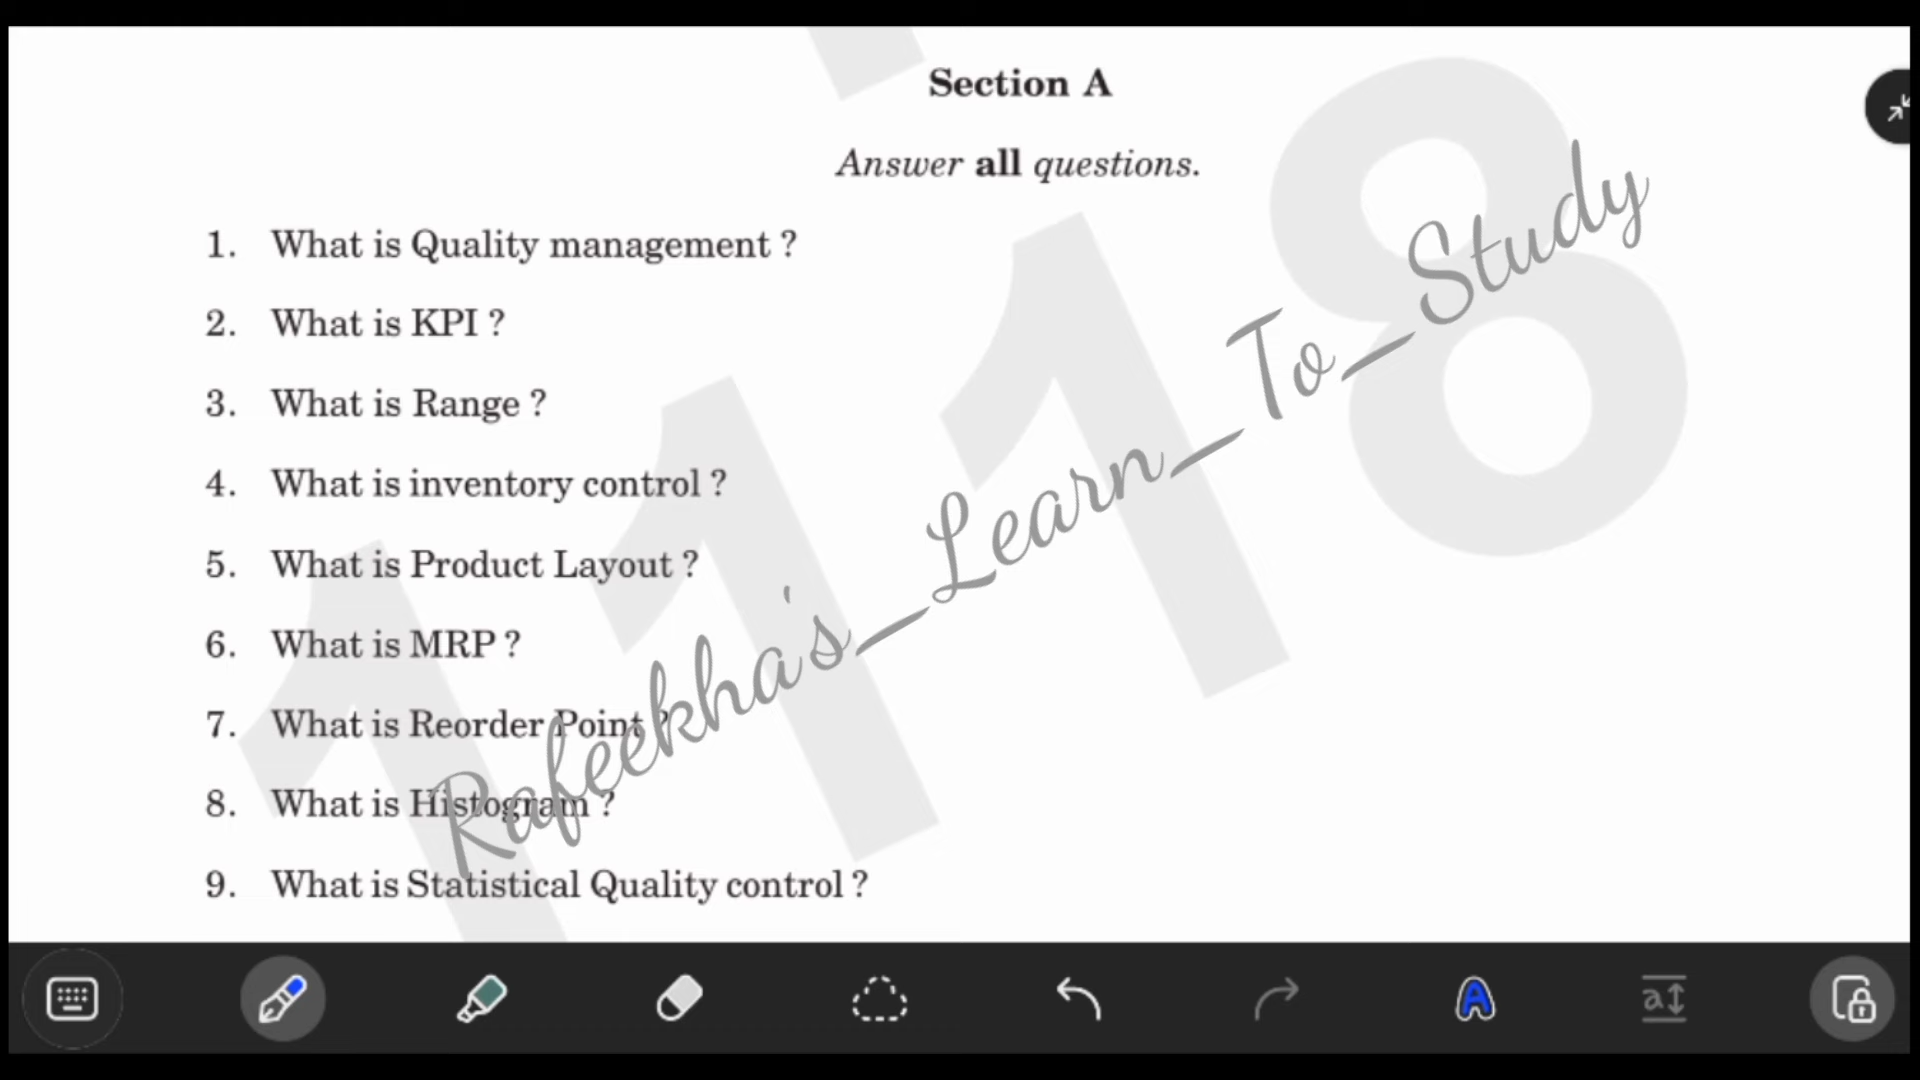 Section A
Answer all questions.
1. What is Quality management ?
2. What is KPI ?
3. What is Range ?
4. What is inventory control ?
5. What is Product Layout ?
6. What is MRP ?
7. What is Reorder Point ?
8. What is Histogram ?
9. What is Statistical Quality control ?
Rafeekha's_Learn_To_Study
1118
A
a